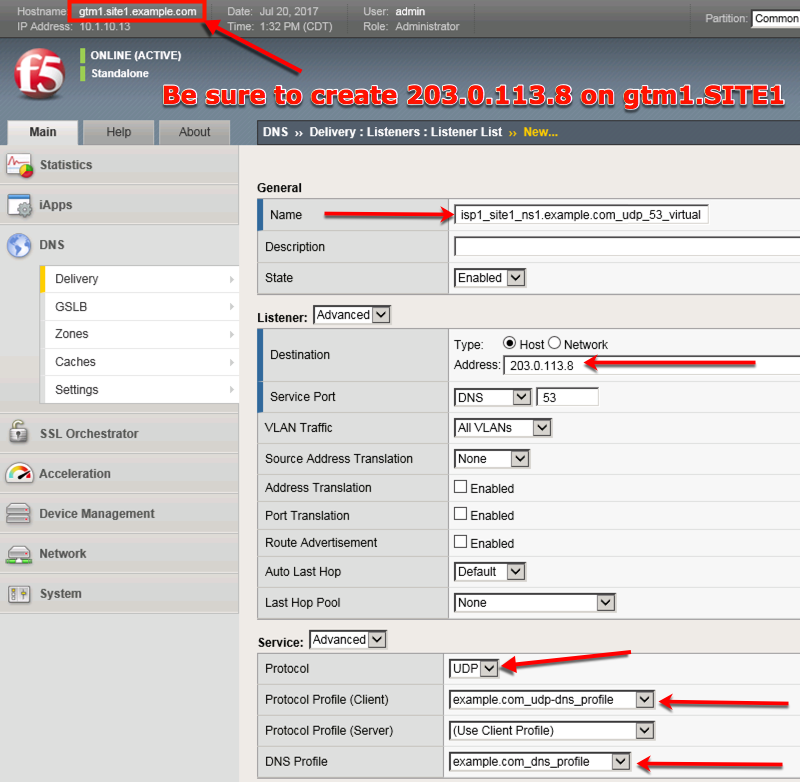 Hostname: gtm1.site1.example.com Date: Jul 20, 2017 User: admin Partition: Common
IP Address: 10.1.10.13 Time: 1:32 PM (CDT) Role: Administrator
f5
ONLINE (ACTIVE)
Standalone
Be sure to create 203.0.113.8 on gtm1.SITE1
Main Help About
DNS ›› Delivery : Listeners : Listener List ›› New...
Statistics
iApps
DNS
Delivery
GSLB
Zones
Caches
Settings
SSL Orchestrator
Acceleration
Device Management
Network
System
General
Name isp1_site1_ns1.example.com_udp_53_virtual
Description
State Enabled
Listener: Advanced
Destination
Type: Host Network
Address: 203.0.113.8
Service Port DNS 53
VLAN Traffic All VLANs
Source Address Translation None
Address Translation Enabled
Port Translation Enabled
Route Advertisement Enabled
Auto Last Hop Default
Last Hop Pool None
Service: Advanced
Protocol UDP
Protocol Profile (Client) example.com_udp-dns_profile
Protocol Profile (Server) (Use Client Profile)
DNS Profile example.com_dns_profile